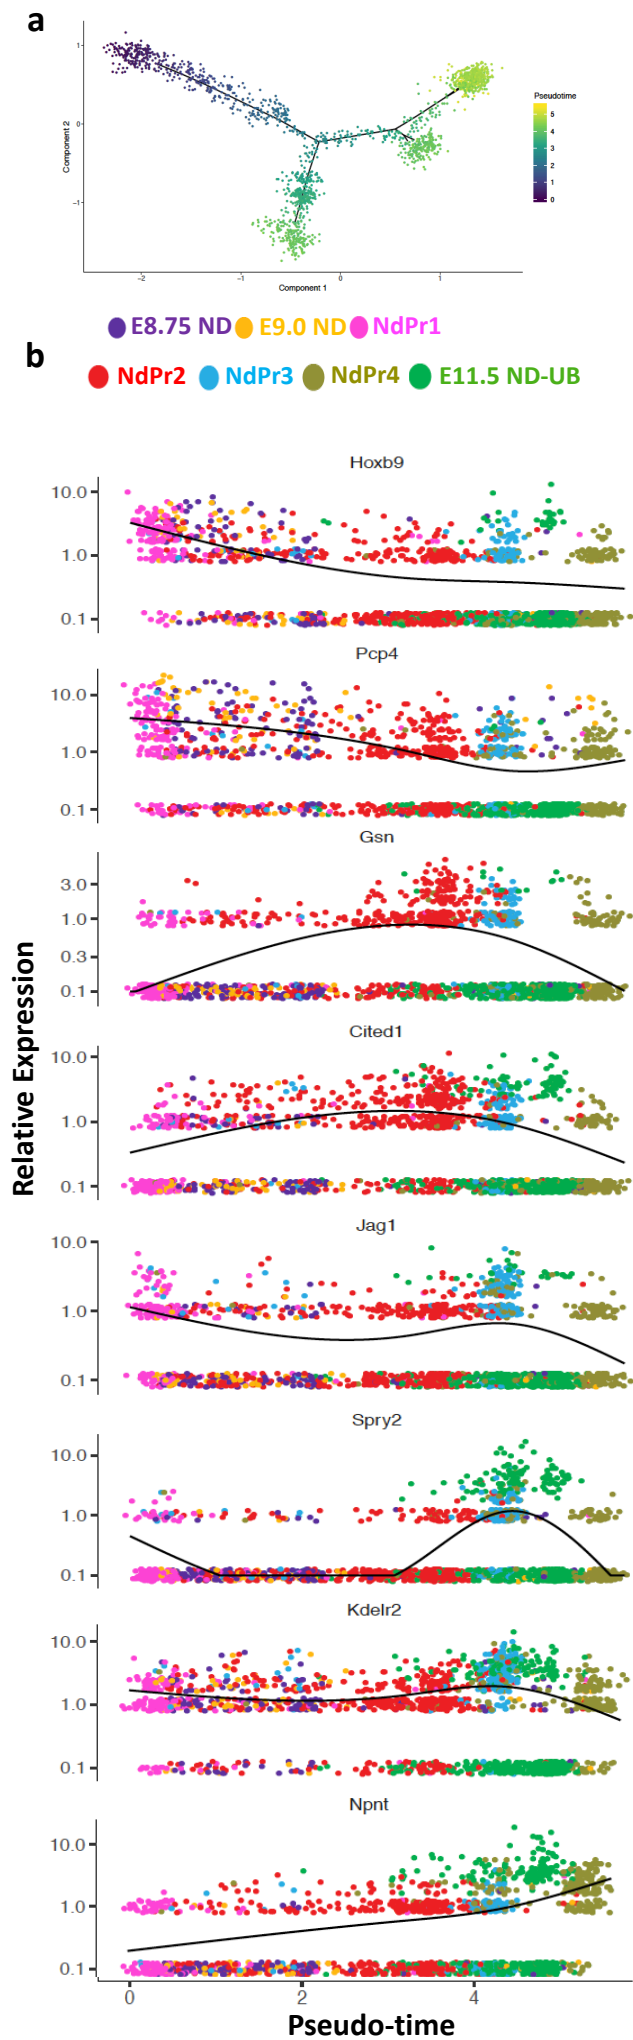 a
1
0
−1
Component 2
−2
−1
0
1
Component 1
Pseudotime
5
4
3
2
1
0
E8.75 ND E9.0 ND NdPr1
b
NdPr2 NdPr3 NdPr4 E11.5 ND-UB
Relative Expression
Hoxb9
10.0
1.0
0.1
Pcp4
10.0
1.0
0.1
Gsn
3.0
1.0
0.3
0.1
Cited1
10.0
1.0
0.1
Jag1
10.0
1.0
0.1
Spry2
10.0
1.0
0.1
Kdelr2
10.0
1.0
0.1
Npnt
10.0
1.0
0.1
0 2 4
Pseudo-time